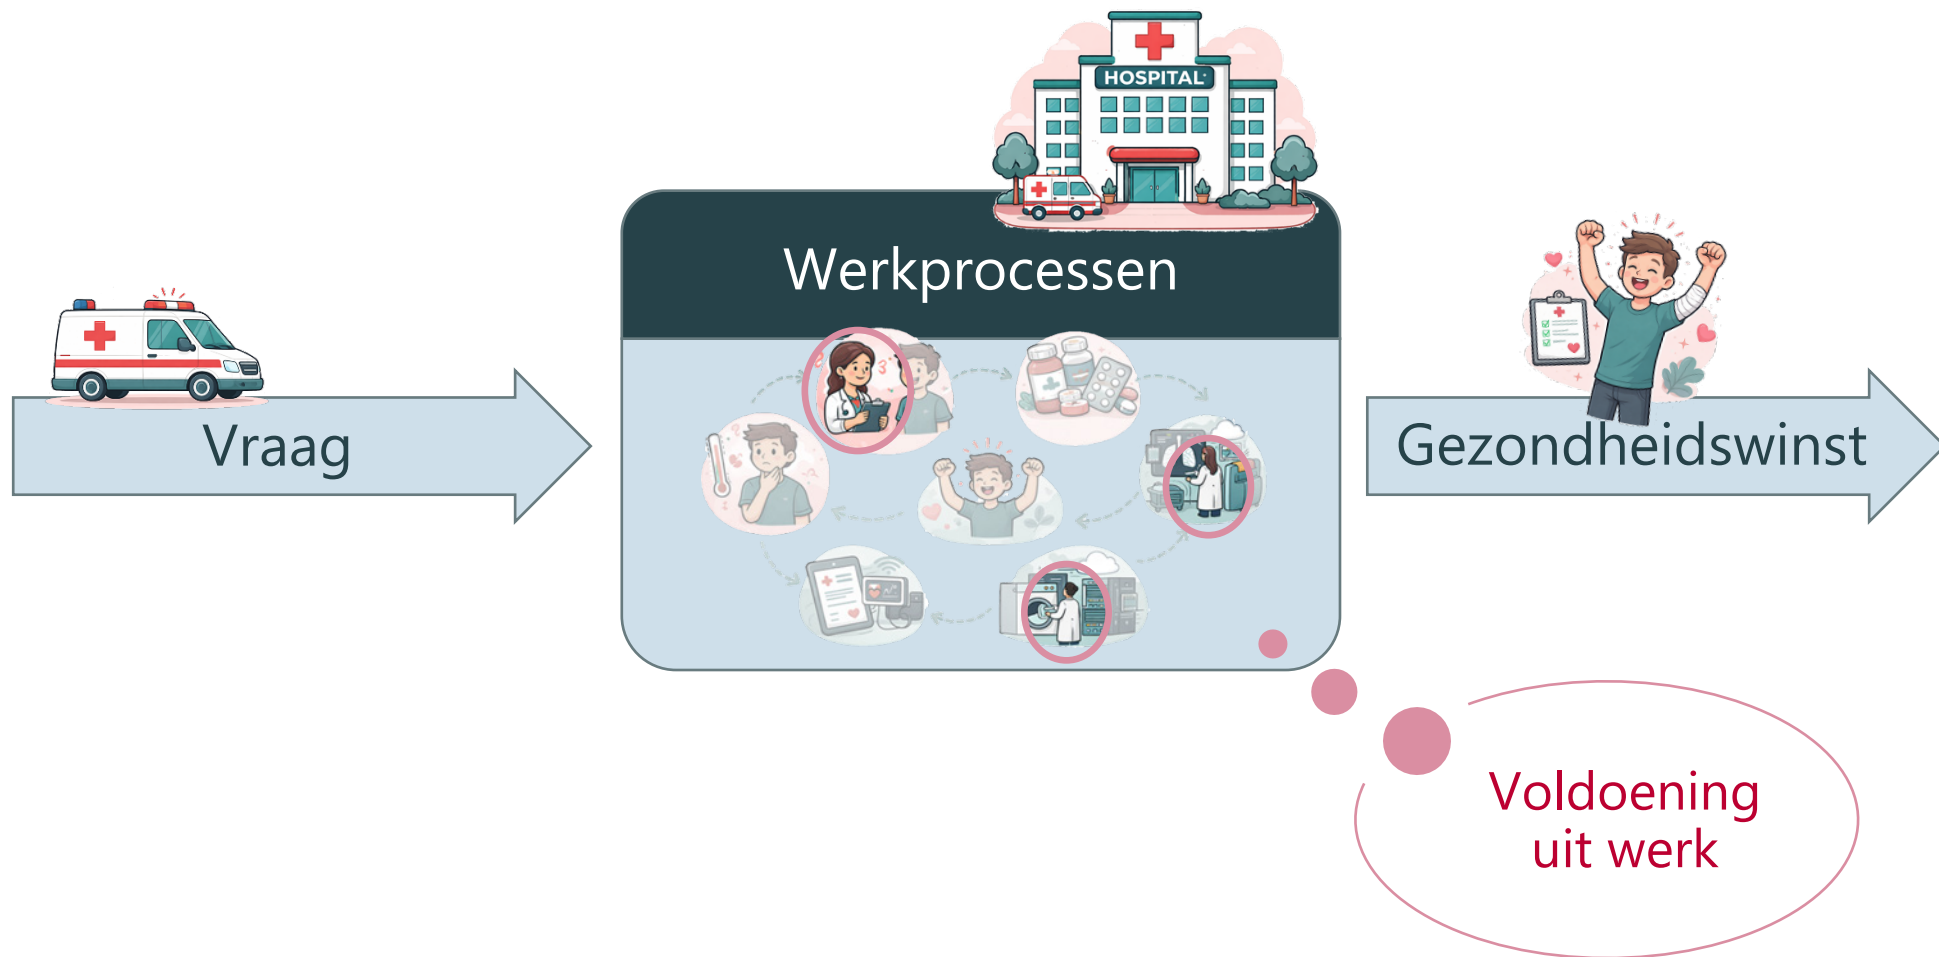 HOSPITAL
Werkprocessen
Vraag
Gezondheidswinst
Voldoening
uit werk